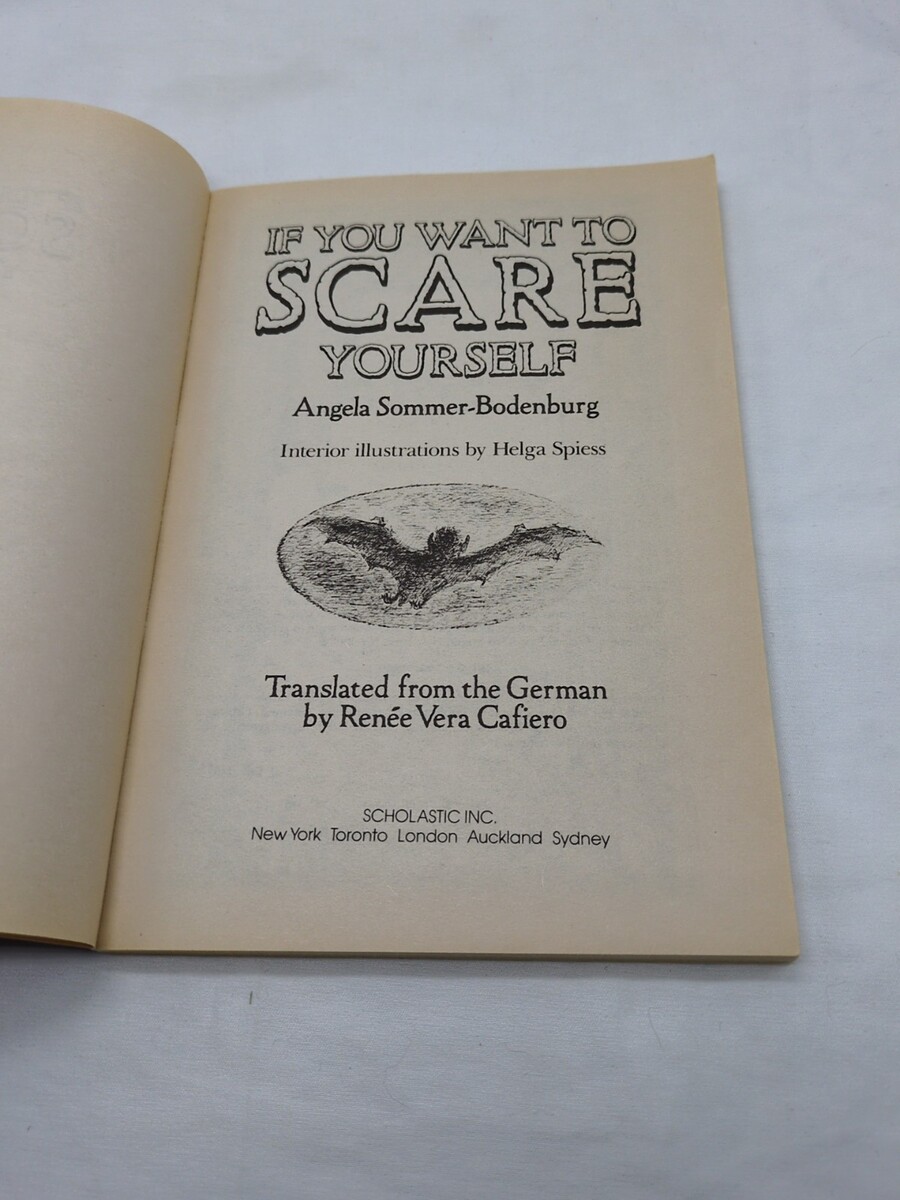 IF YOU WANT TO
SCARE
YOURSELF
Angela Sommer-Bodenburg
Interior illustrations by Helga Spiess
Translated from the German
by Renée Vera Cafiero
SCHOLASTIC INC.
New York Toronto London Auckland Sydney